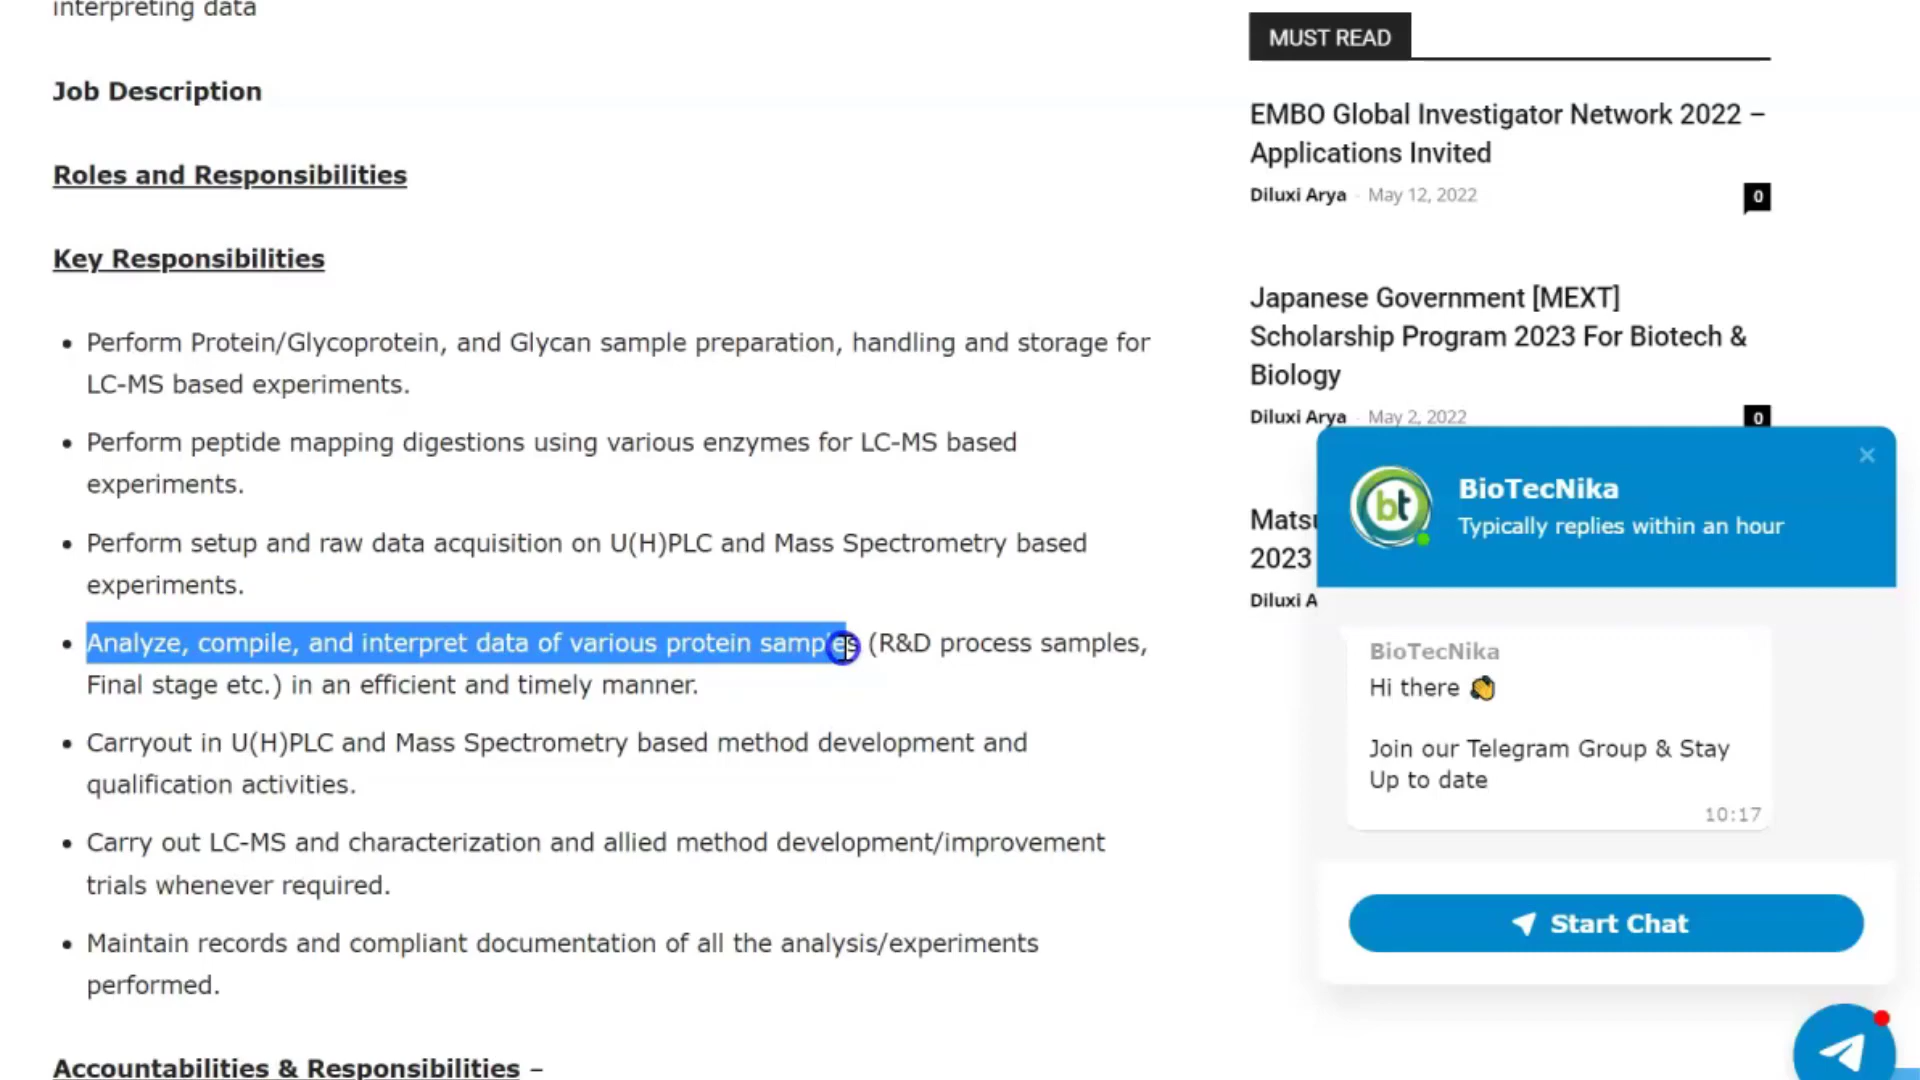 interpreting data
Job Description
Roles and Responsibilities
Key Responsibilities
• Perform Protein/Glycoprotein, and Glycan sample preparation, handling and storage for
LC-MS based experiments.
• Perform peptide mapping digestions using various enzymes for LC-MS based
experiments.
• Perform setup and raw data acquisition on U(H)PLC and Mass Spectrometry based
experiments.
• Analyze, compile, and interpret data of various protein samples (R&D process samples,
Final stage etc.) in an efficient and timely manner.
• Carryout in U(H)PLC and Mass Spectrometry based method development and
qualification activities.
• Carry out LC-MS and characterization and allied method development/improvement
trials whenever required.
• Maintain records and compliant documentation of all the analysis/experiments
performed.
Accountabilities & Responsibilities –
MUST READ
EMBO Global Investigator Network 2022 –
Applications Invited
Diluxi Arya - May 12, 2022
0
Japanese Government [MEXT]
Scholarship Program 2023 For Biotech &
Biology
Diluxi Arya - May 2, 2022
0
2023
Diluxi A
bt
BioTecNika
Typically replies within an hour
BioTecNika
Hi there 👏
Join our Telegram Group & Stay
Up to date
10:17
Start Chat